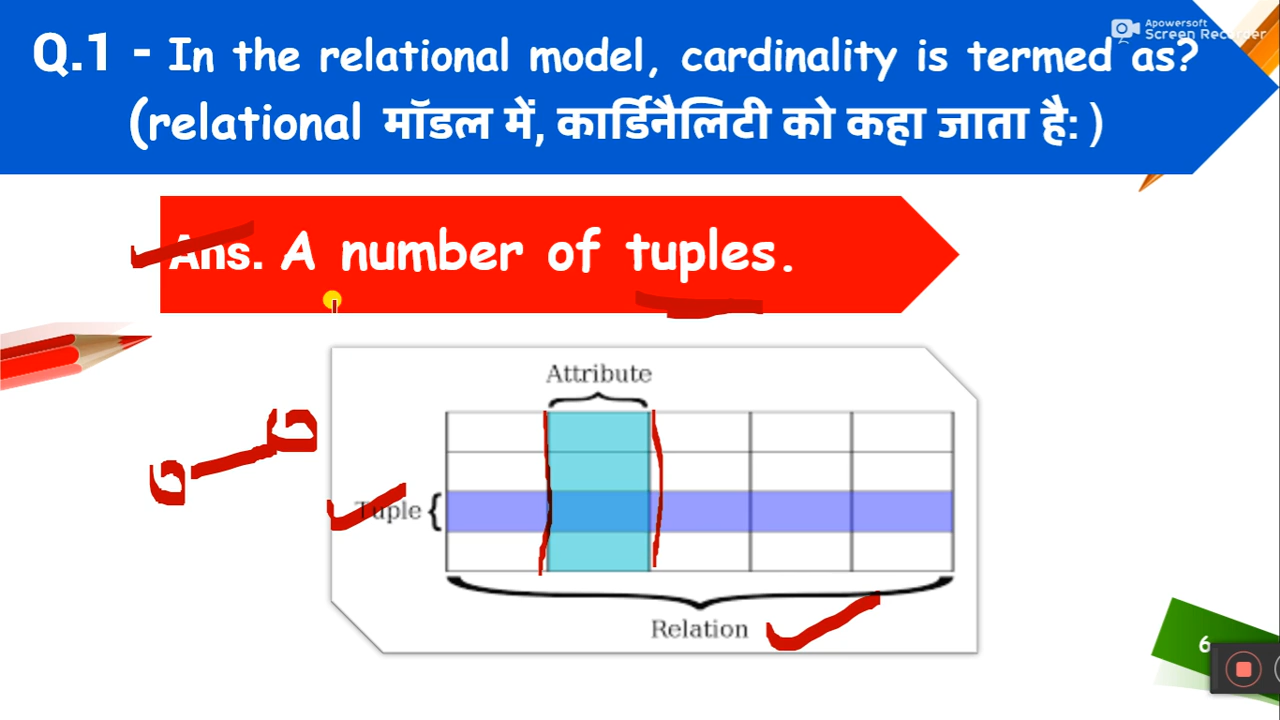 Apowersoft
Screen Recorder
Q.1 - In the relational model, cardinality is termed as?
(relational मॉडल में, कार्डिनैलिटी को कहा जाता है: )
Ans. A number of tuples.
Attribute
Tuple {
Relation
6